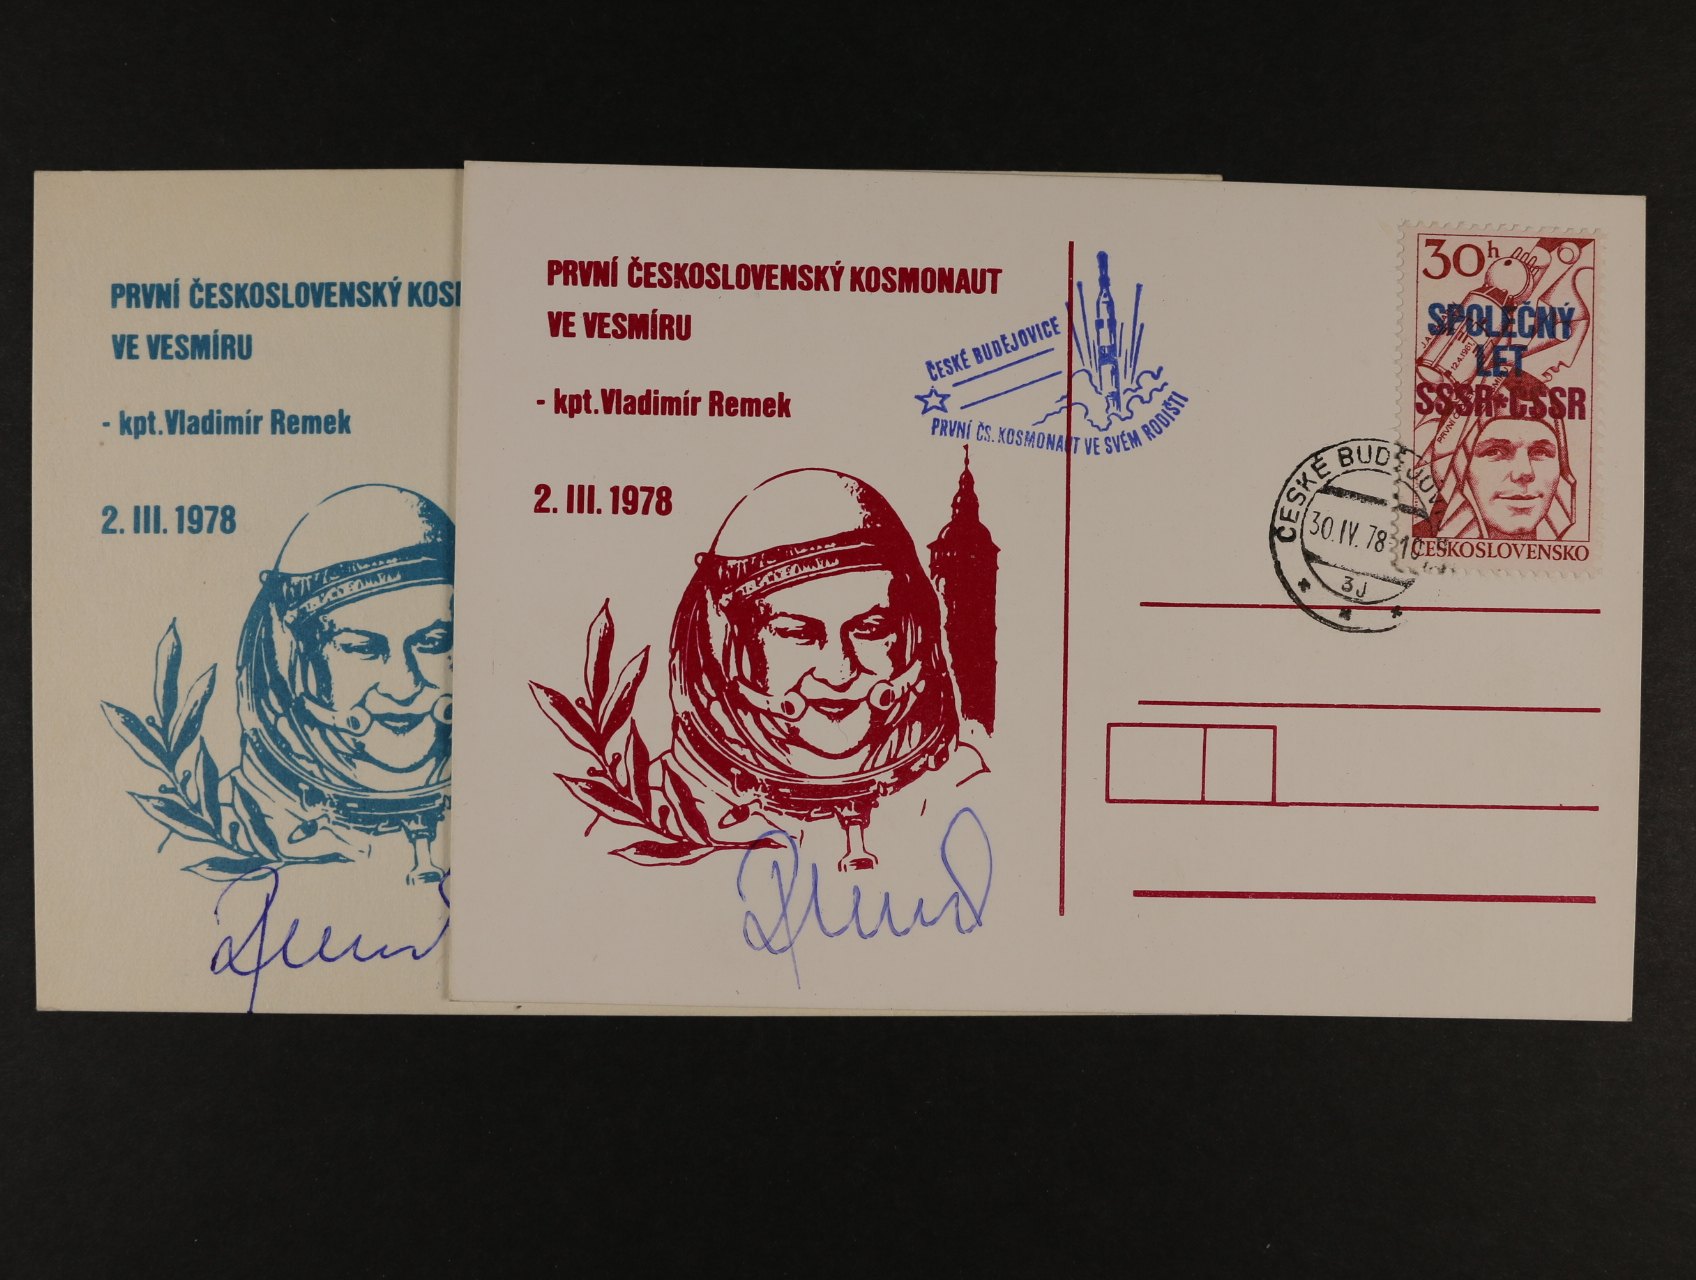 PRVNÍ ČESKOSLOVENSKÝ KOS
VE VESMÍRU
- kpt. Vladimír Remek
2. III. 1978
PRVNÍ ČESKOSLOVENSKÝ KOSMONAUT
VE VESMÍRU
- kpt. Vladimír Remek
2. III. 1978
ČESKÉ BUDĚJOVICE
PRVNÍ ČS. KOSMONAUT VE SVÉM RODIŠTI
30h
SPOLEČNÝ
LET
SSSR+ČSSR
ČESKOSLOVENSKO
ČESKÉ BUDĚJOV
30.IV.78-10
3J